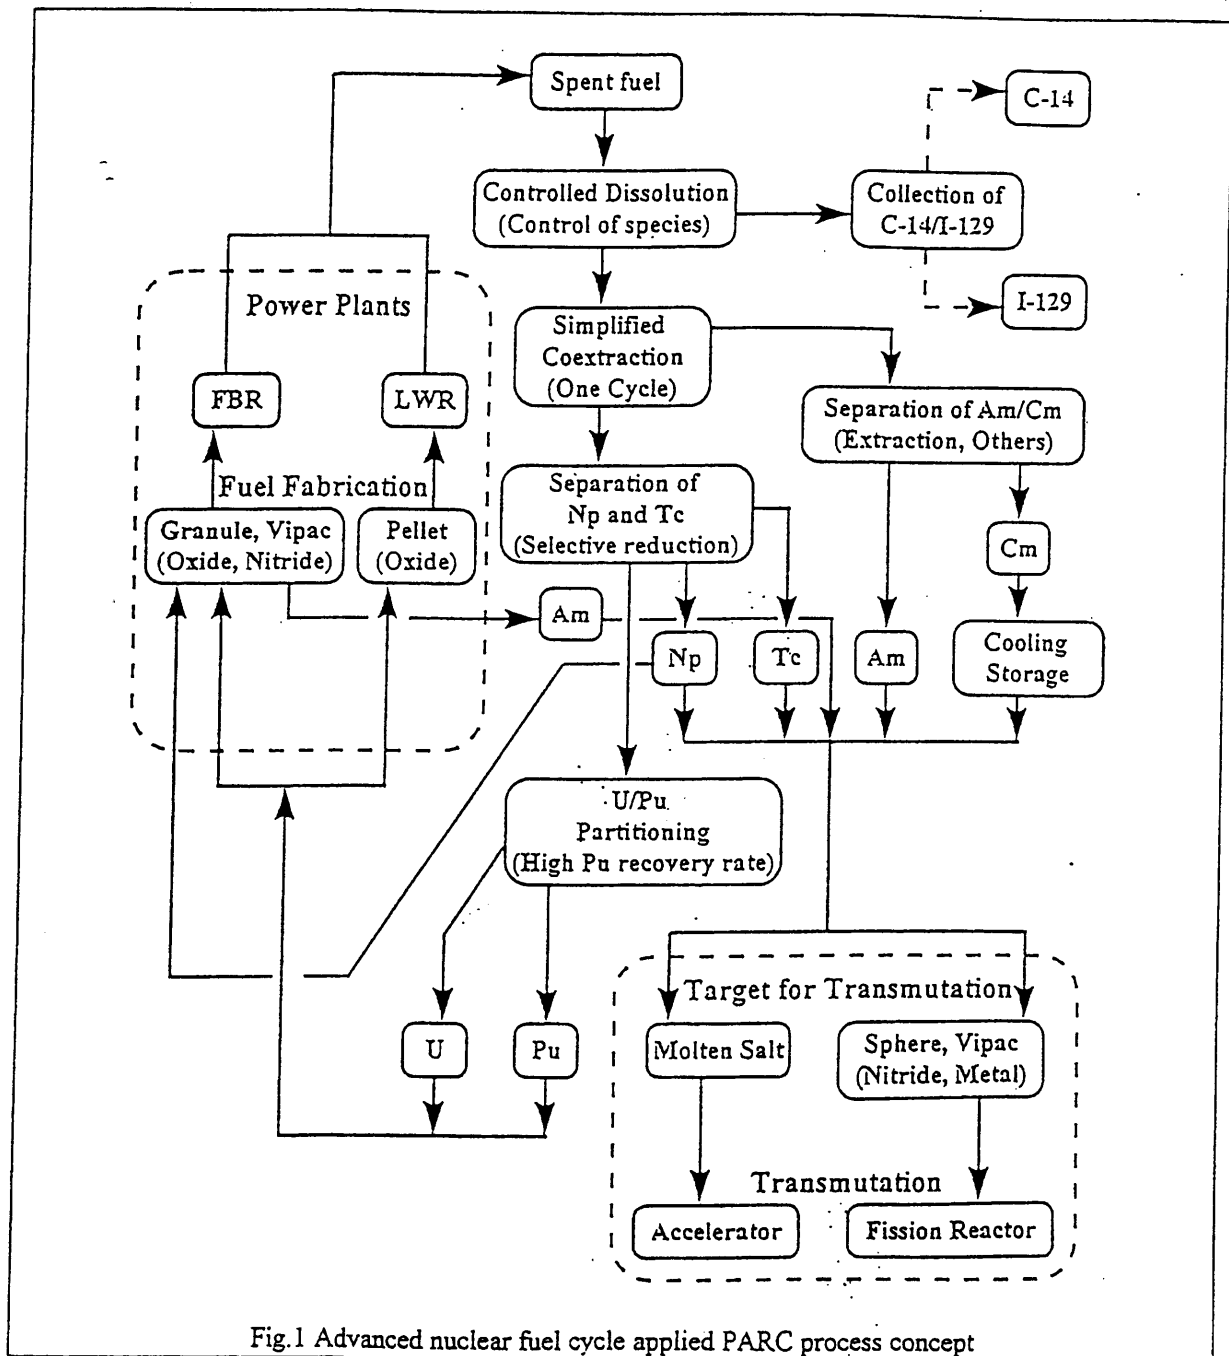 Spent fuel
C-14
Controlled Dissolution
(Control of species)
Collection of
C-14/I-129
I-129
Power Plants
Simplified
Coextraction
(One Cycle)
FBR
LWR
Separation of Am/Cm
(Extraction, Others)
Fuel Fabrication
Granule, Vipac
(Oxide, Nitride)
Pellet
(Oxide)
Separation of
Np and Tc
(Selective reduction)
Cm
Am
Np
Tc
Am
Cooling
Storage
U/Pu
Partitioning
(High Pu recovery rate)
U
Pu
Target for Transmutation
Molten Salt
Sphere, Vipac
(Nitride, Metal)
Transmutation
Accelerator
Fission Reactor
Fig.1 Advanced nuclear fuel cycle applied PARC process concept